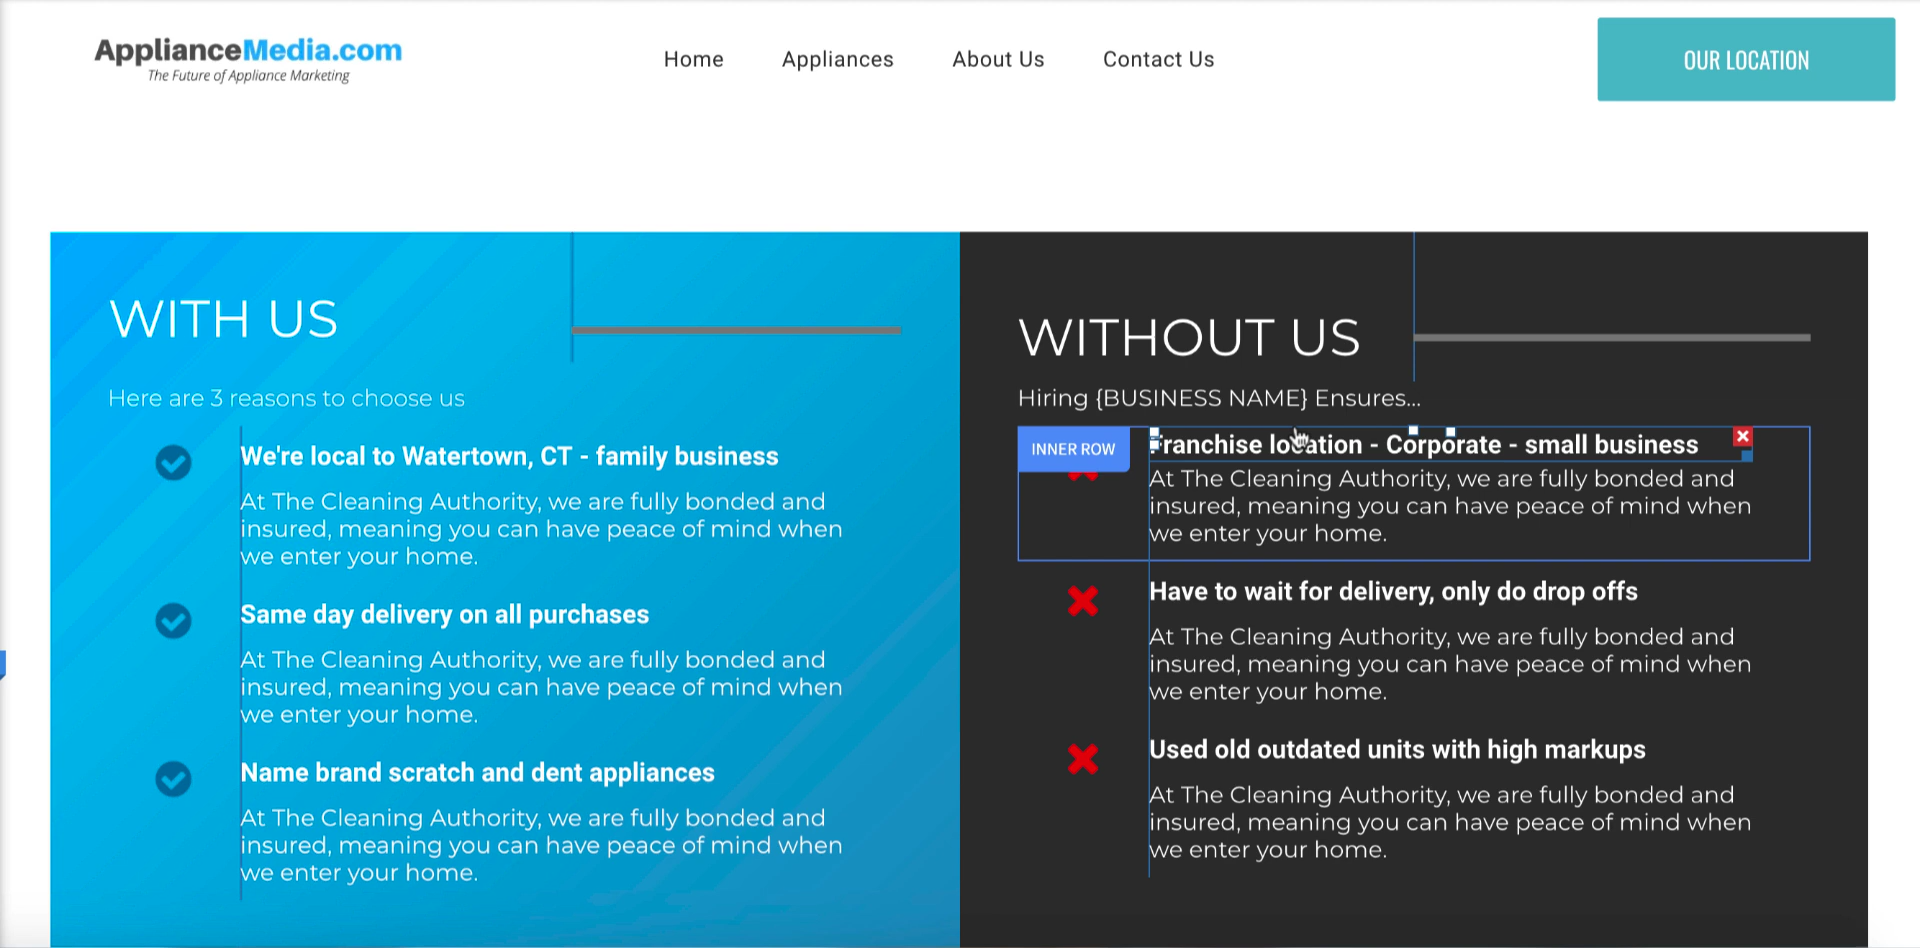 ApplianceMedia.com
The Future of Appliance Marketing
Home
Appliances
About Us
Contact Us
OUR LOCATION
WITH US
Here are 3 reasons to choose us
We're local to Watertown, CT - family business
At The Cleaning Authority, we are fully bonded and
insured, meaning you can have peace of mind when
we enter your home.
Same day delivery on all purchases
At The Cleaning Authority, we are fully bonded and
insured, meaning you can have peace of mind when
we enter your home.
Name brand scratch and dent appliances
At The Cleaning Authority, we are fully bonded and
insured, meaning you can have peace of mind when
we enter your home.
WITHOUT US
Hiring {BUSINESS NAME} Ensures...
INNER ROW
Franchise location - Corporate - small business
At The Cleaning Authority, we are fully bonded and
insured, meaning you can have peace of mind when
we enter your home.
Have to wait for delivery, only do drop offs
At The Cleaning Authority, we are fully bonded and
insured, meaning you can have peace of mind when
we enter your home.
Used old outdated units with high markups
At The Cleaning Authority, we are fully bonded and
insured, meaning you can have peace of mind when
we enter your home.